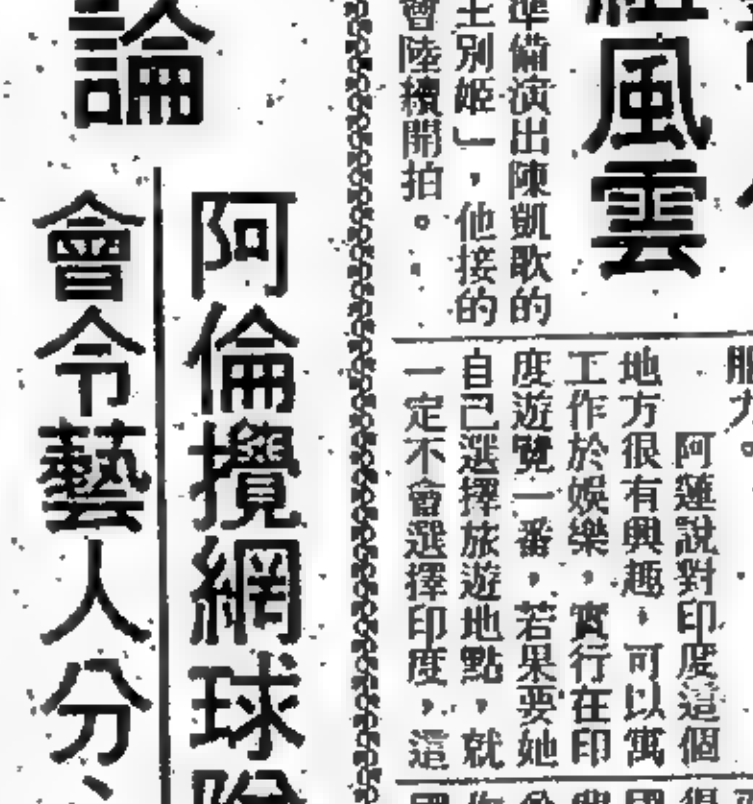 風雲
準備演出陳凱歌的
王別姬」，他接的
會陸續開拍。
服力。
阿蓮說對印度這個
地方很有興趣，可以寓
工作於娛樂，實行在印
度遊覽一番，若果要她
自己選擇旅遊地點，就
一定不會選擇印度，這
阿倫攪網球
論
會令藝人分